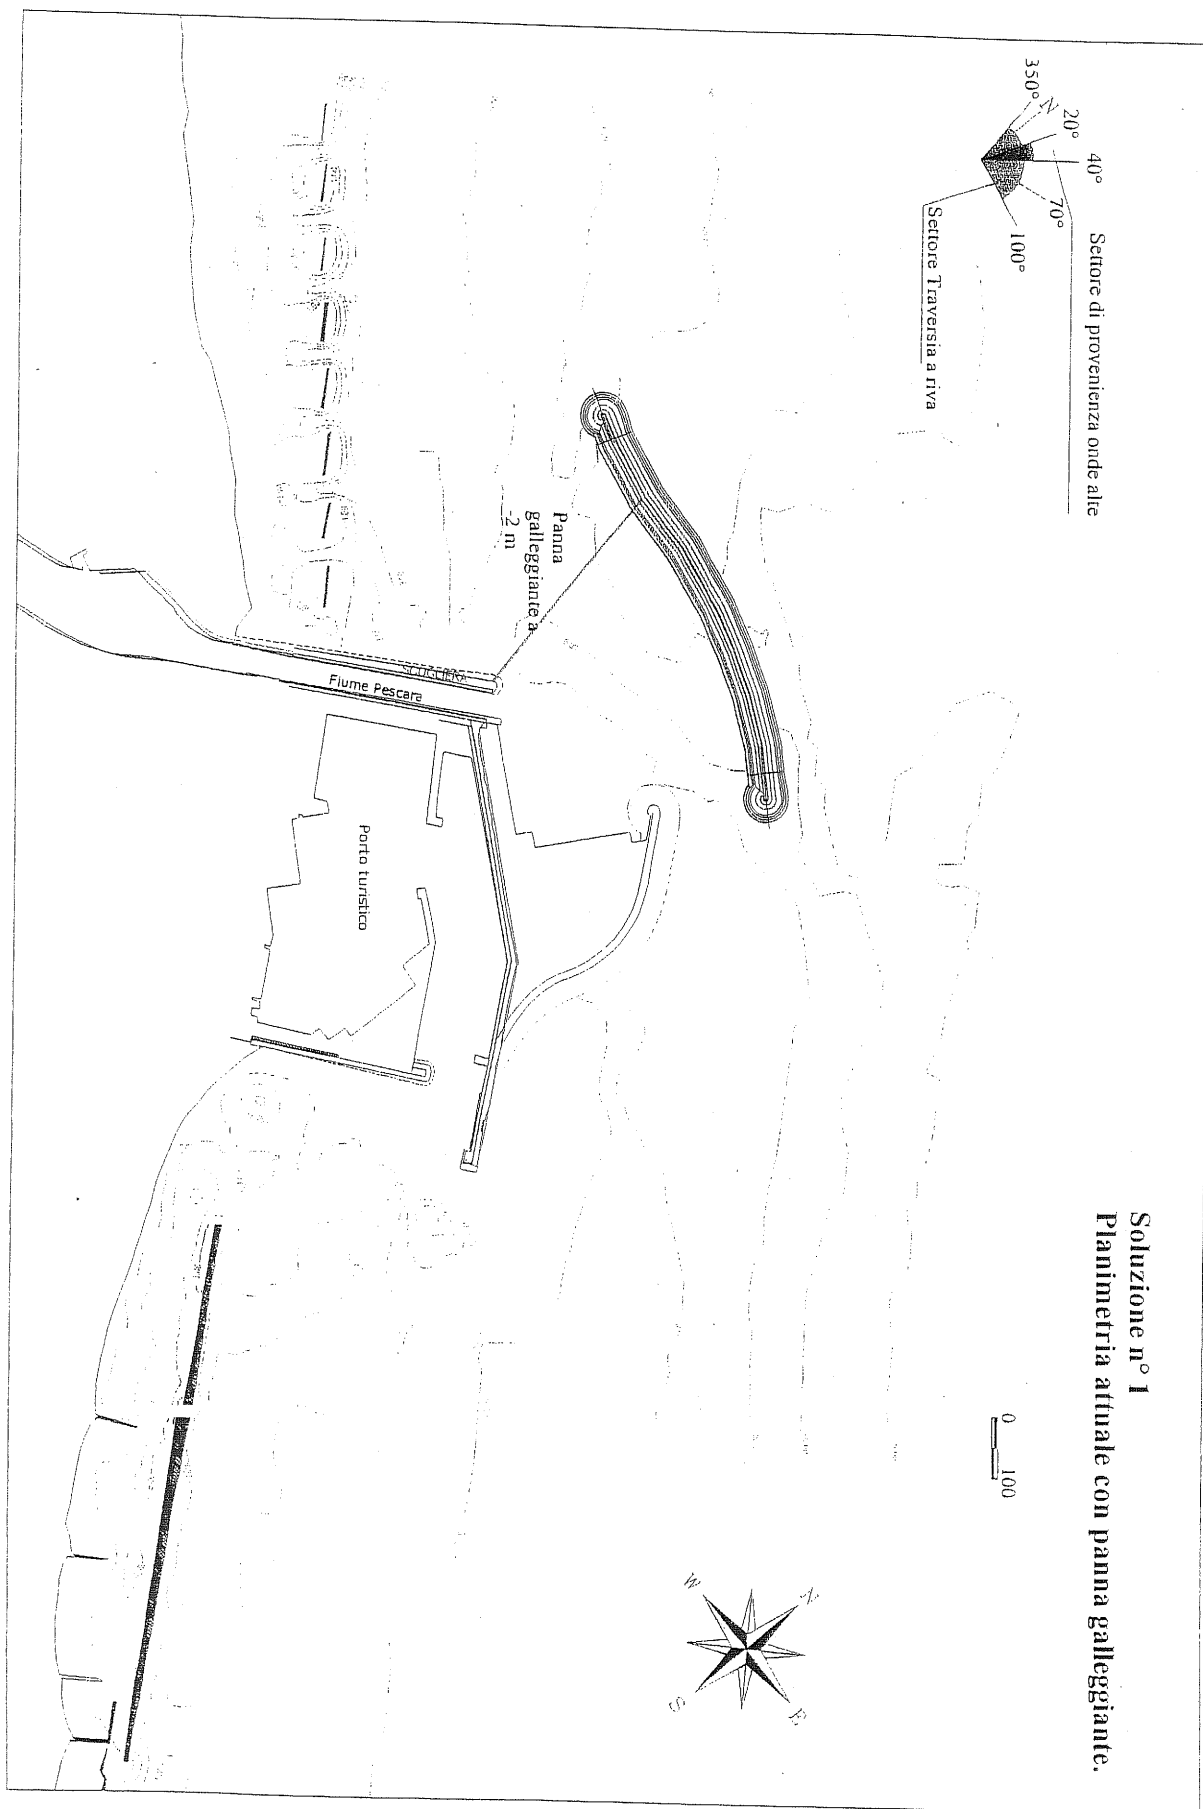 Soluzione n° 1
Planimetria attuale con panna galleggiante.
350°
N
20°
40°
70°
100°
Settore di provenienza onde alte
Settore Traversia a riva
0
100
N
E
S
W
Panna
galleggiante a
-2 m
SCOGLIERA
Fiume Pescara
Porto turistico